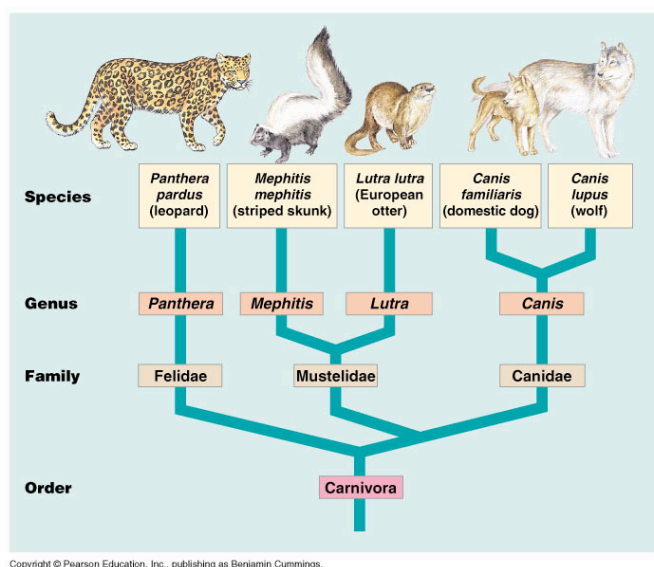 Species
Panthera
pardus
(leopard)
Mephitis
mephitis
(striped skunk)
Lutra lutra
(European
otter)
Canis
familiaris
(domestic dog)
Canis
lupus
(wolf)
Genus
Panthera
Mephitis
Lutra
Canis
Family
Felidae
Mustelidae
Canidae
Order
Carnivora
Copyright © Pearson Education, Inc., publishing as Benjamin Cummings.